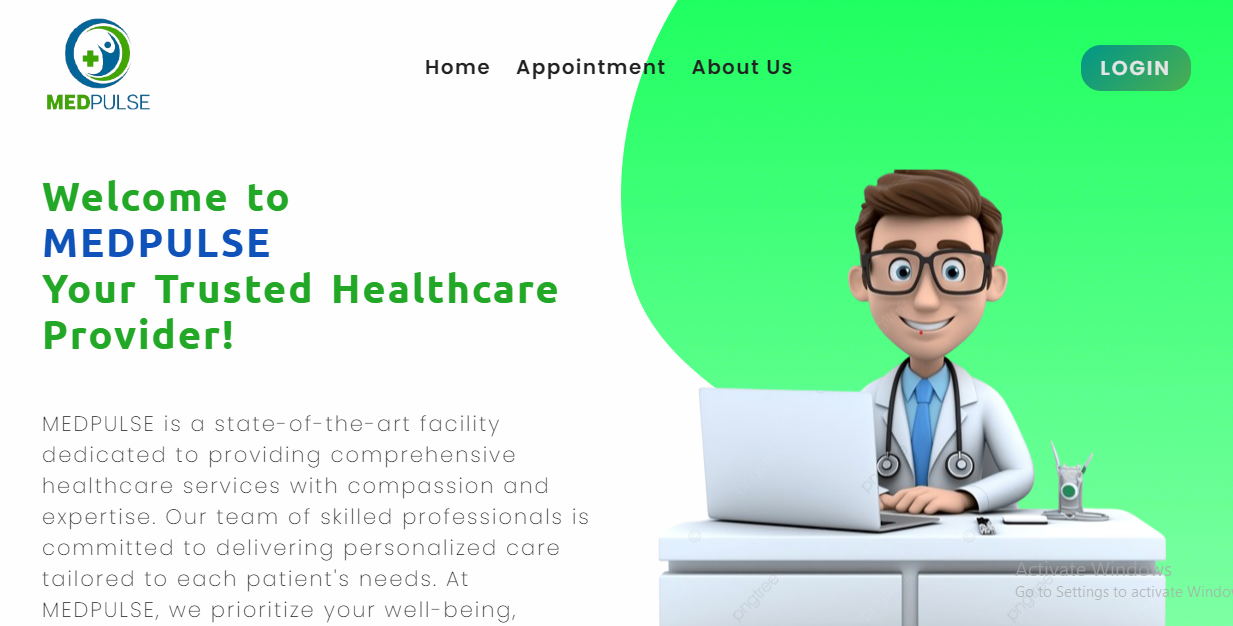 MEDPULSE
Home Appointment About Us
LOGIN
Welcome to
MEDPULSE
Your Trusted Healthcare
Provider!
MEDPULSE is a state-of-the-art facility
dedicated to providing comprehensive
healthcare services with compassion and
expertise. Our team of skilled professionals is
committed to delivering personalized care
tailored to each patient's needs. At
MEDPULSE, we prioritize your well-being,
Activate Windows
Go to Settings to activate Windo
pngtree
pngtree